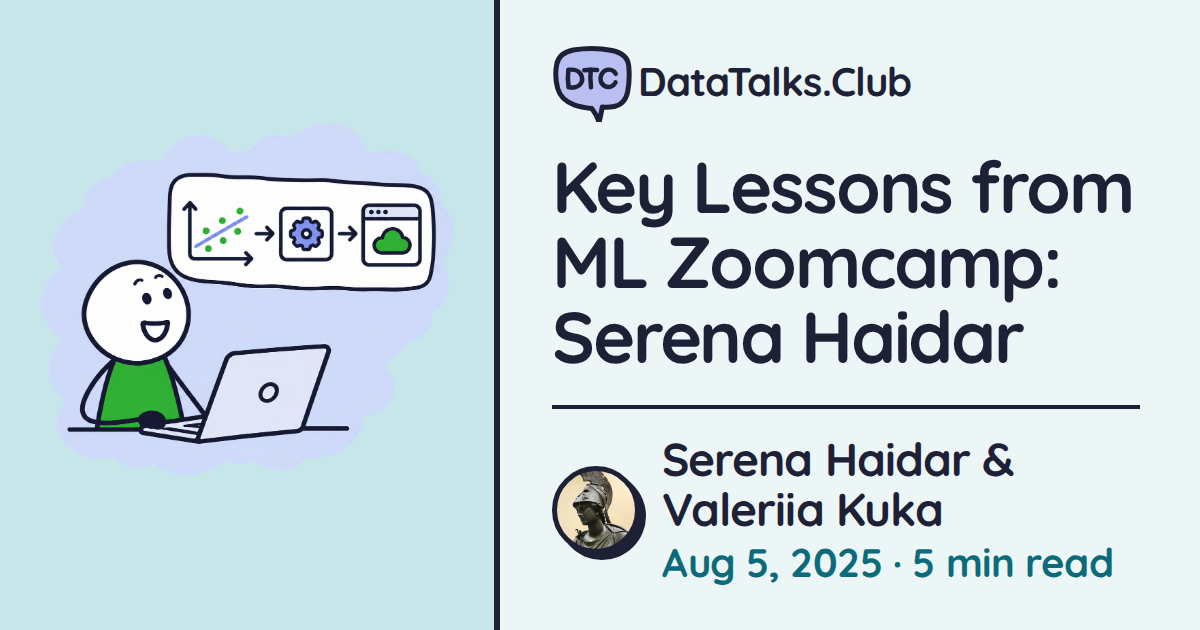 DTC
DataTalks.Club
Key Lessons from
ML Zoomcamp:
Serena Haidar
Serena Haidar &
Valeriia Kuka
Aug 5, 2025 · 5 min read